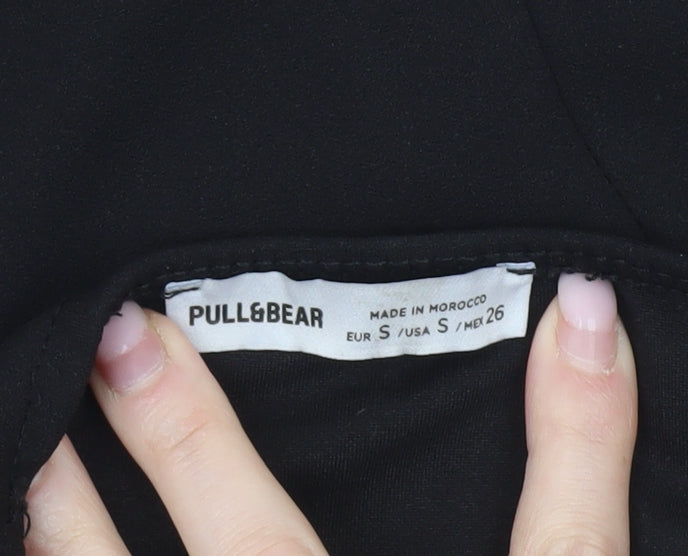 PULL&BEAR
MADE IN MOROCCO
EUR S /USA S /MEX 26